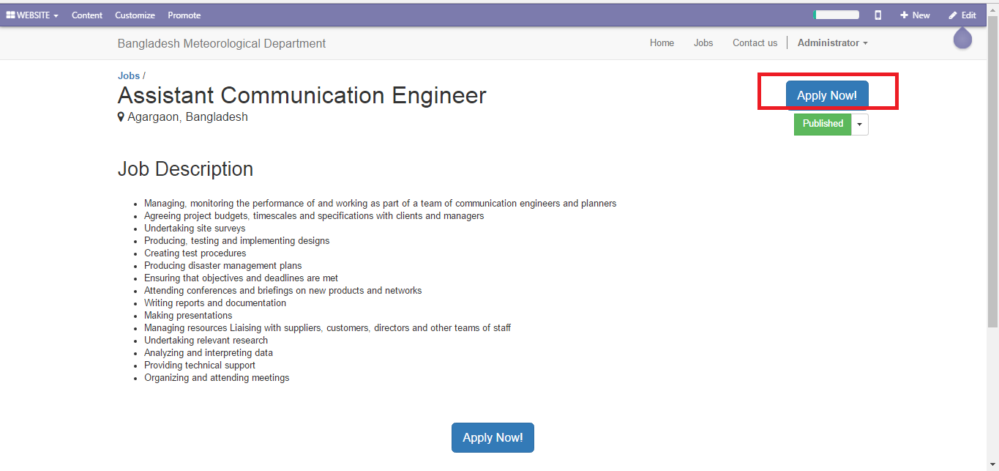 WEBSITE Content Customize Promote New Edit
Bangladesh Meteorological Department Home Jobs Contact us Administrator
Jobs /
Assistant Communication Engineer
Apply Now!
Agargaon, Bangladesh
Published
Job Description
Managing, monitoring the performance of and working as part of a team of communication engineers and planners
Agreeing project budgets, timescales and specifications with clients and managers
Undertaking site surveys
Producing, testing and implementing designs
Creating test procedures
Producing disaster management plans
Ensuring that objectives and deadlines are met
Attending conferences and briefings on new products and networks
Writing reports and documentation
Making presentations
Managing resources Liaising with suppliers, customers, directors and other teams of staff
Undertaking relevant research
Analyzing and interpreting data
Providing technical support
Organizing and attending meetings
Apply Now!